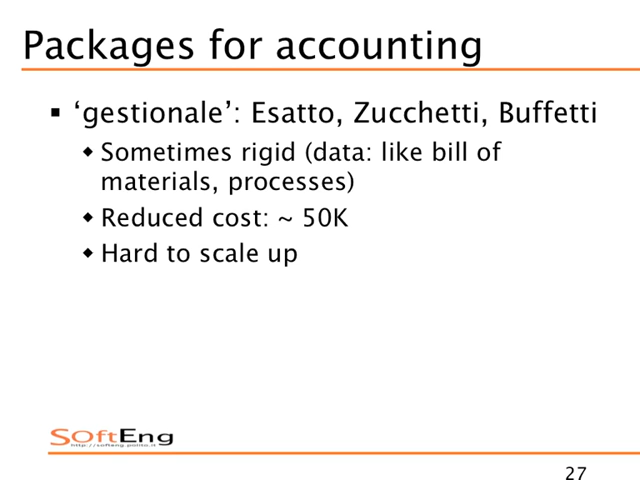 Packages for accounting
▪ ‘gestionale’: Esatto, Zucchetti, Buffetti
◆ Sometimes rigid (data: like bill of
materials, processes)
◆ Reduced cost: ~ 50K
◆ Hard to scale up
SOftEng
http://softeng.polito.it
27